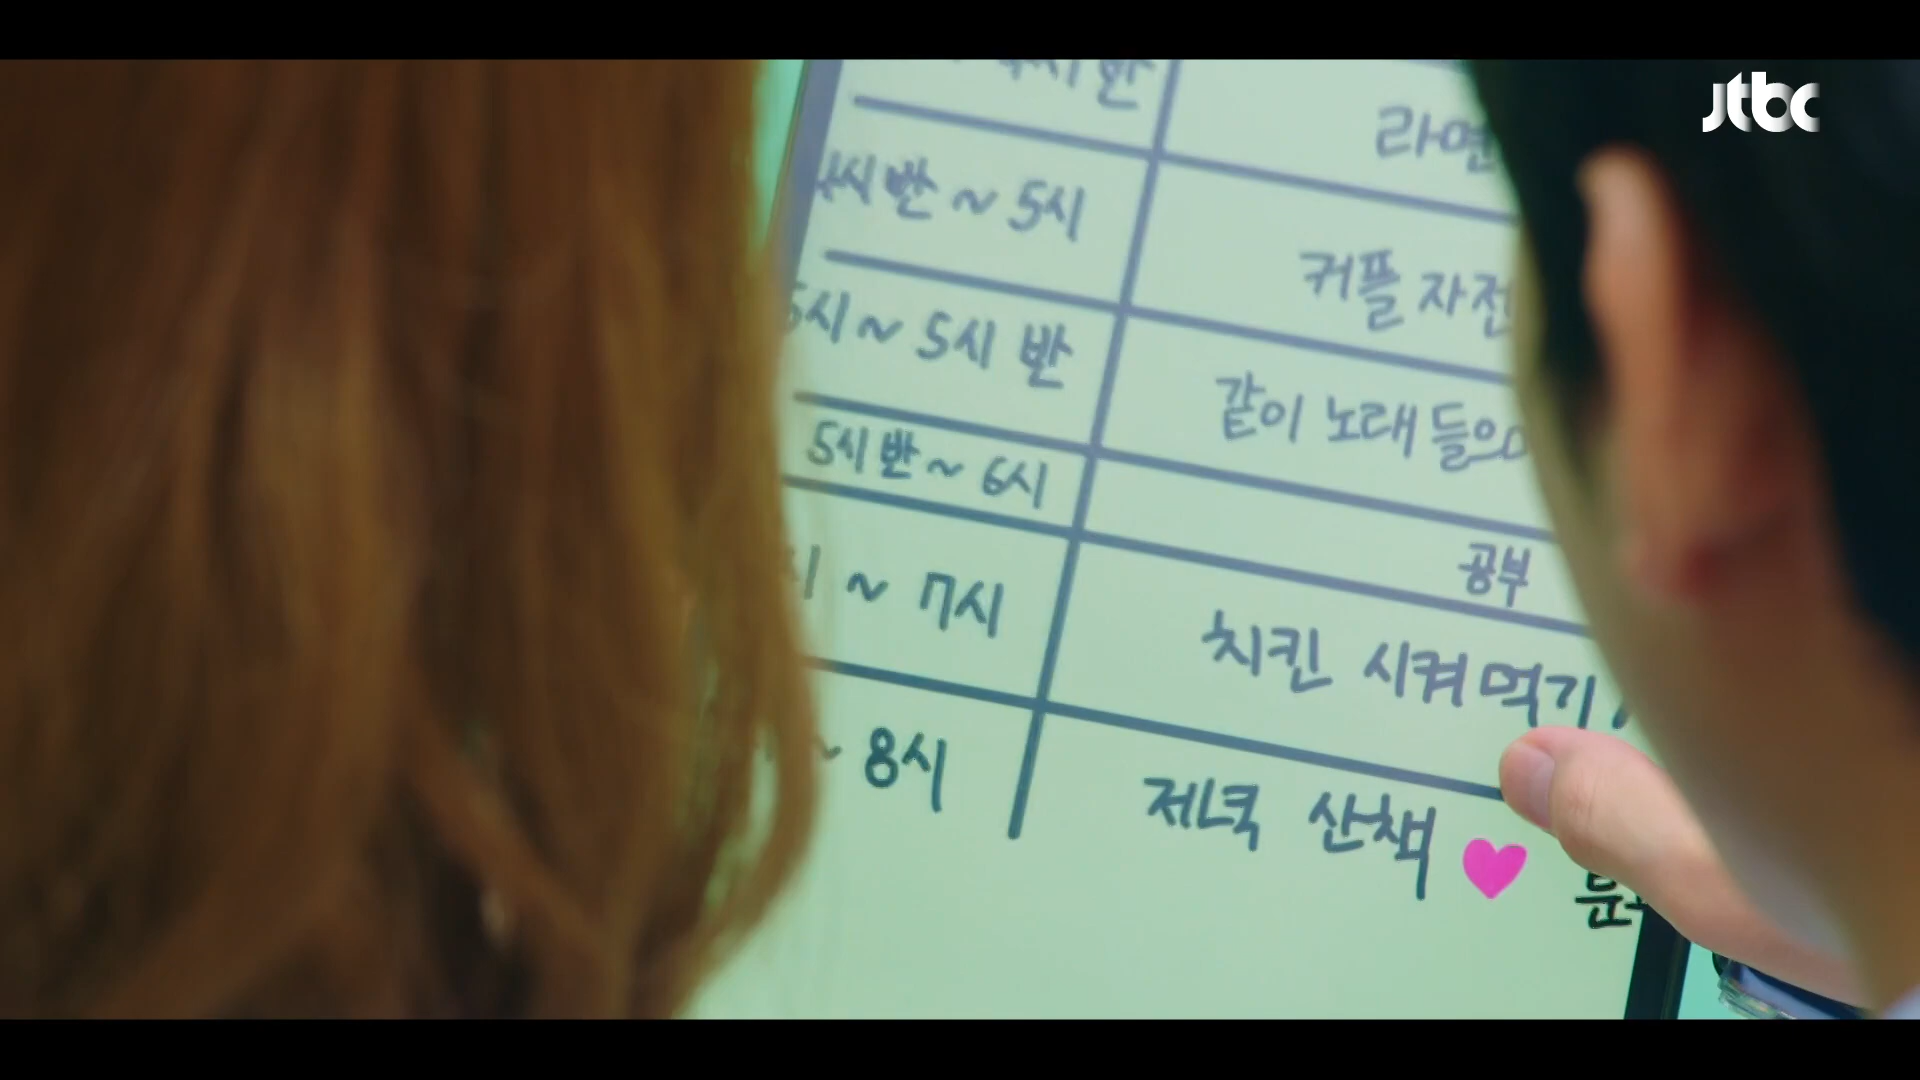 jtbc
라면
시반 ~ 5시
커플 자전
5시 ~ 5시 반
같이 노래 들으
5시 반 ~ 6시
공부
~ 7시
치킨 시켜 먹기
~ 8시
제녁 산책